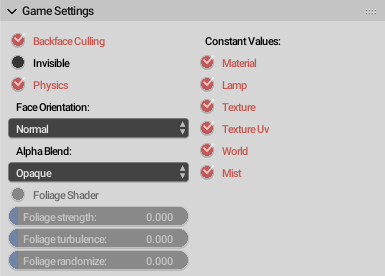 Game Settings
Backface Culling
Invisible
Physics
Face Orientation:
Normal
Alpha Blend:
Opaque
Foliage Shader
Foliage strength: 0.000
Foliage turbulence: 0.000
Foliage randomize: 0.000
Constant Values:
Material
Lamp
Texture
Texture Uv
World
Mist